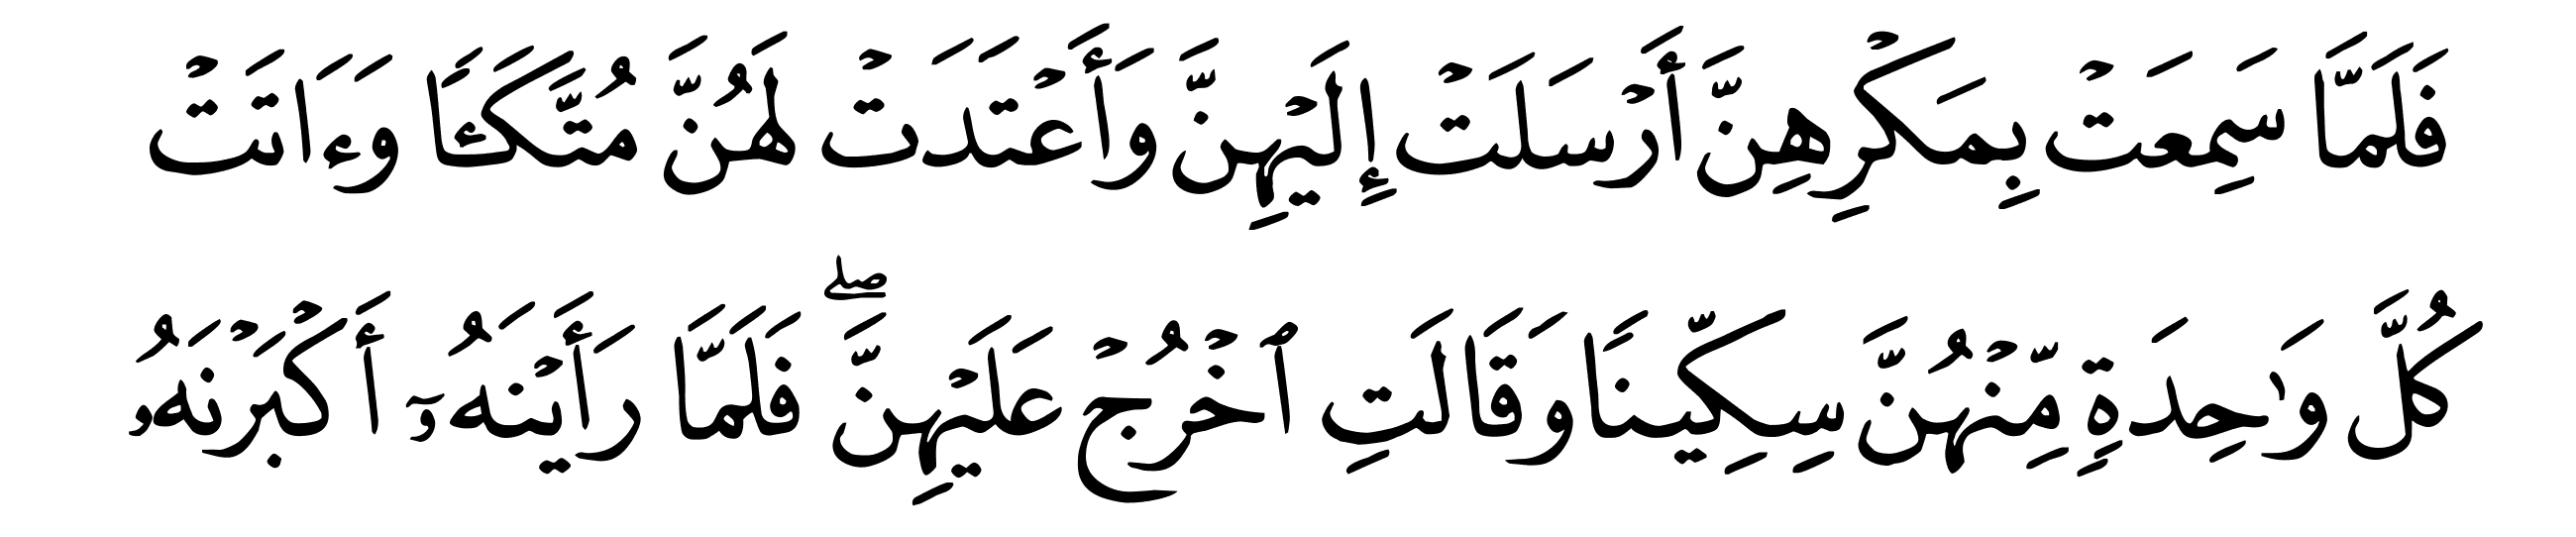 فَلَمَّا سَمِعَتْ بِمَكْرِهِنَّ أَرْسَلَتْ إِلَيْهِنَّ وَأَعْتَدَتْ لَهُنَّ مُتَّكَـًٔا وَءَاتَتْ
كُلَّ وَٰحِدَةٍ مِّنْهُنَّ سِكِّينًا وَقَالَتِ ٱخْرُجْ عَلَيْهِنَّ ۖ فَلَمَّا رَأَيْنَهُۥٓ أَكْبَرْنَهُۥ